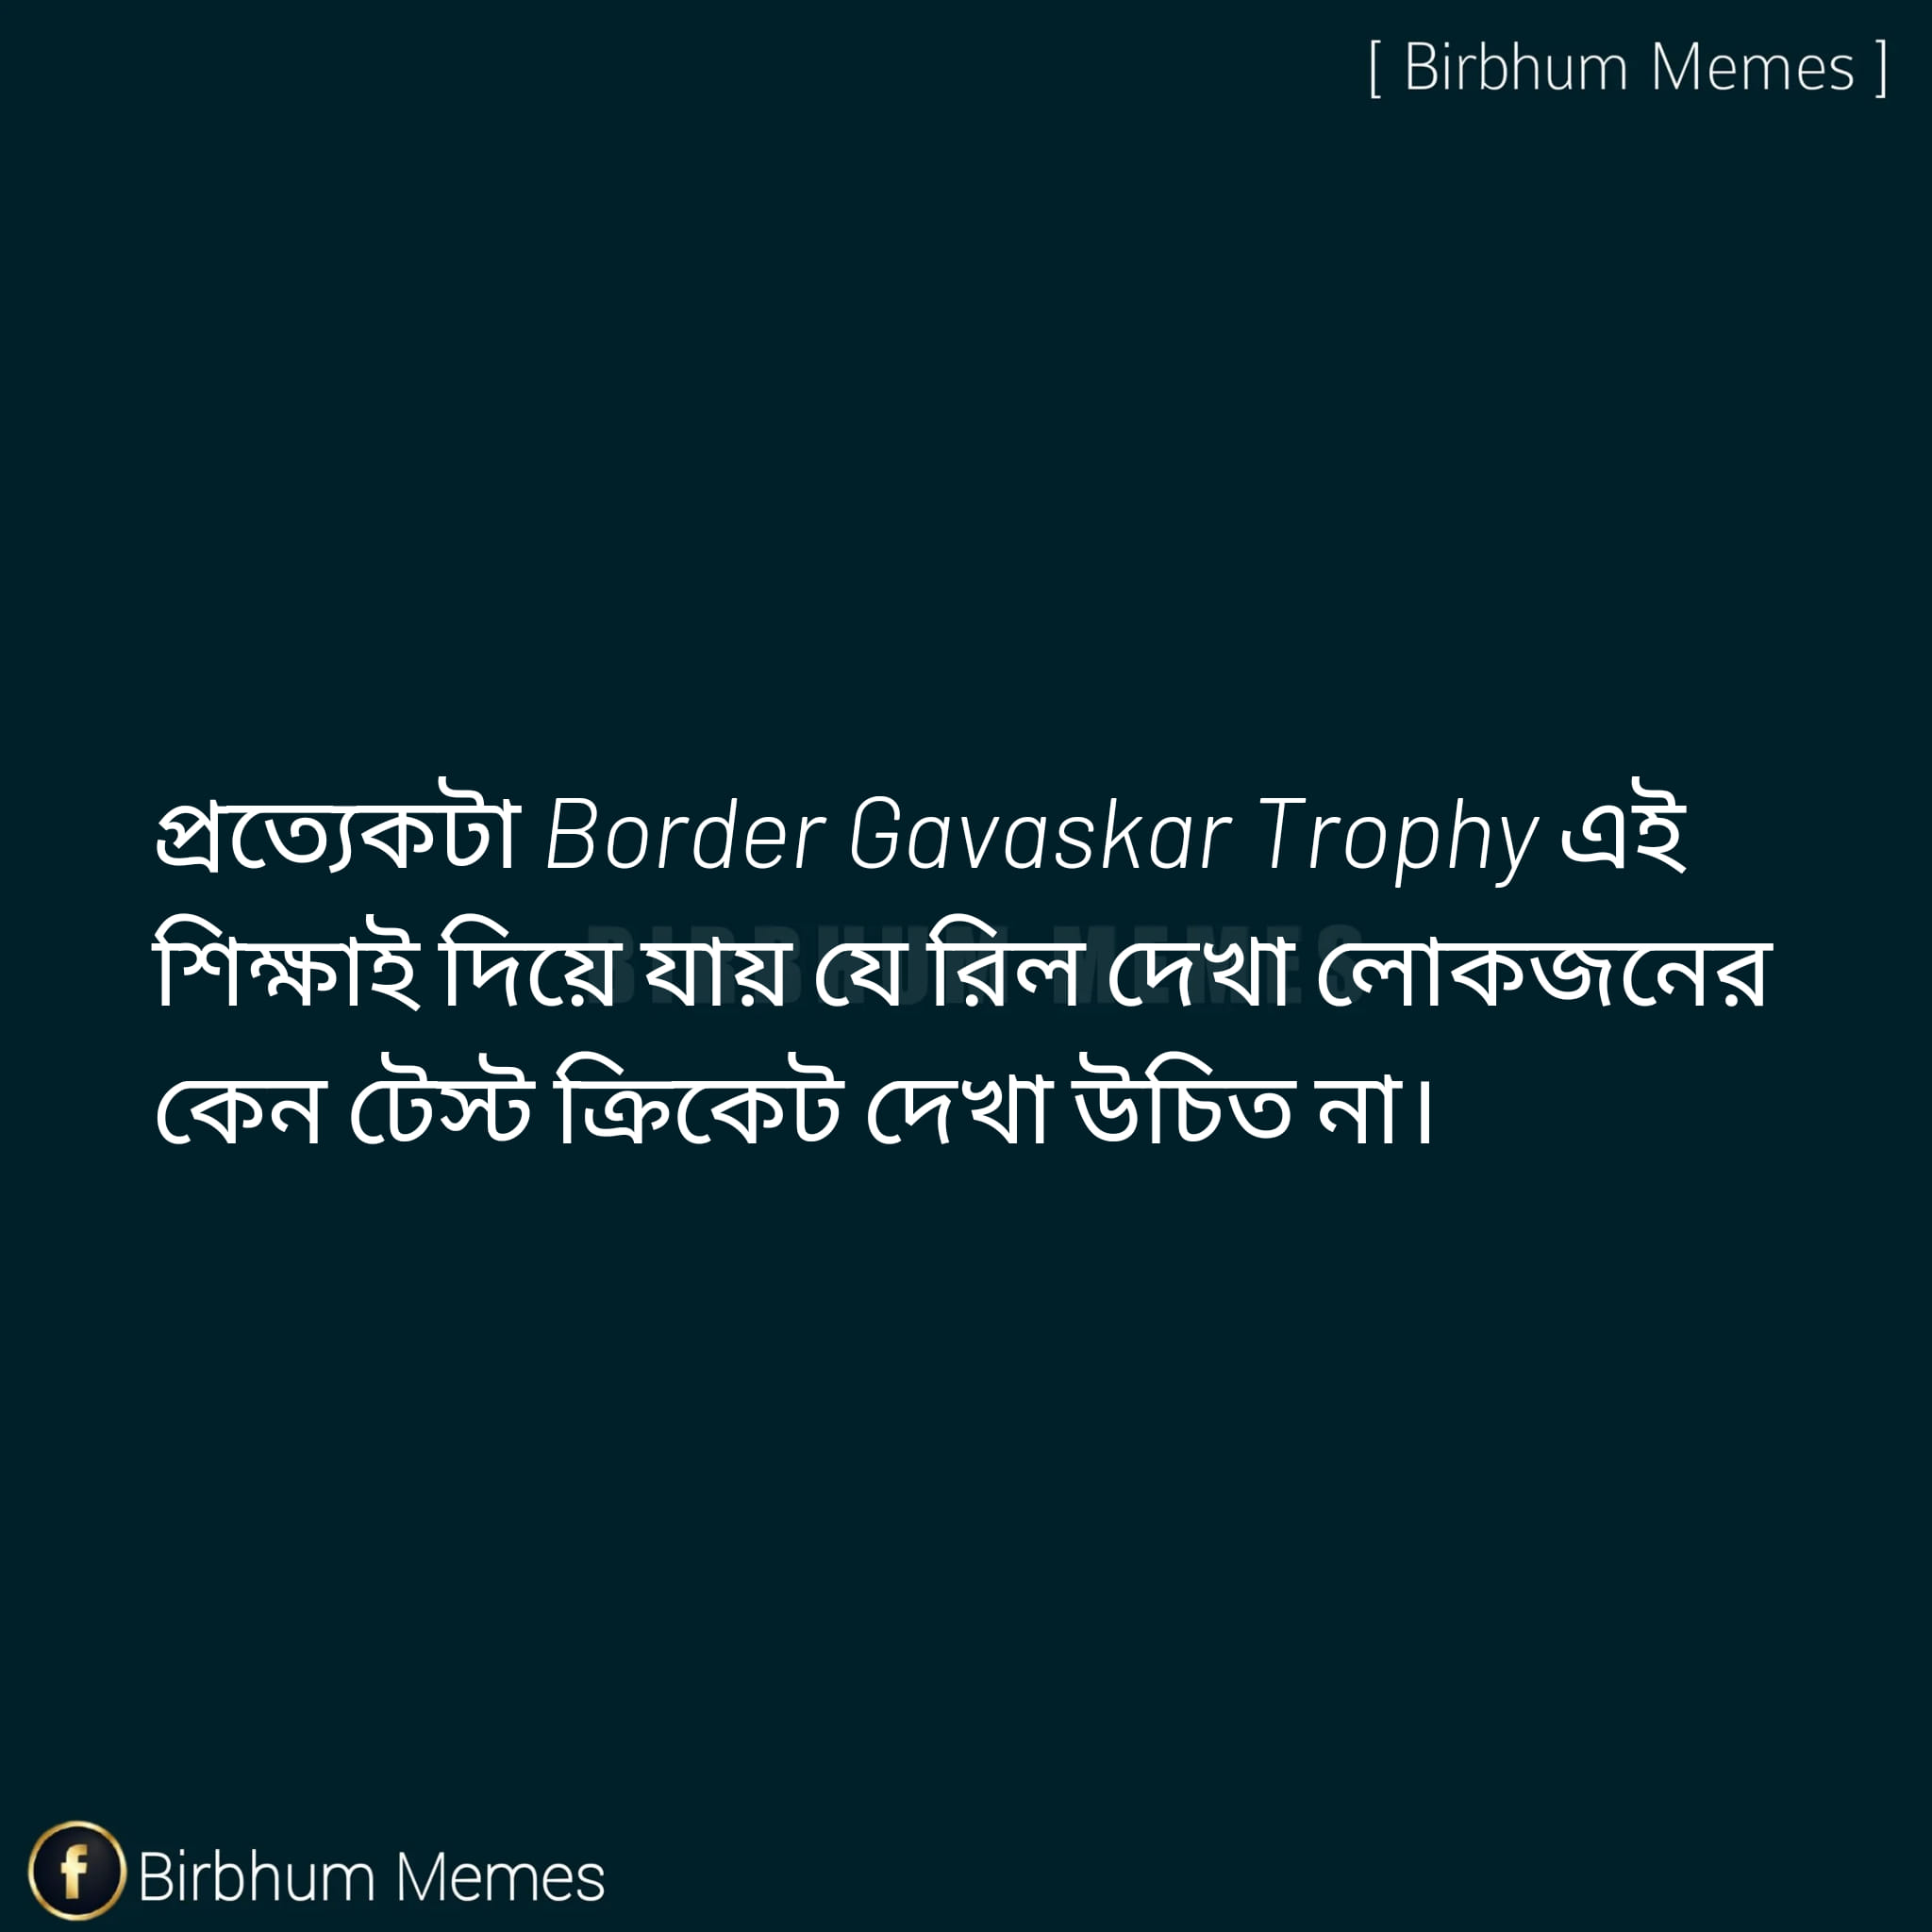 [ Birbhum Memes ]
প্রত্যেকটা Border Gavaskar Trophy এই
শিক্ষাই দিয়ে যায় যে রিল দেখা লোকজনের
কেন টেস্ট ক্রিকেট দেখা উচিত না।
BIRBHUM MEMES
Birbhum Memes